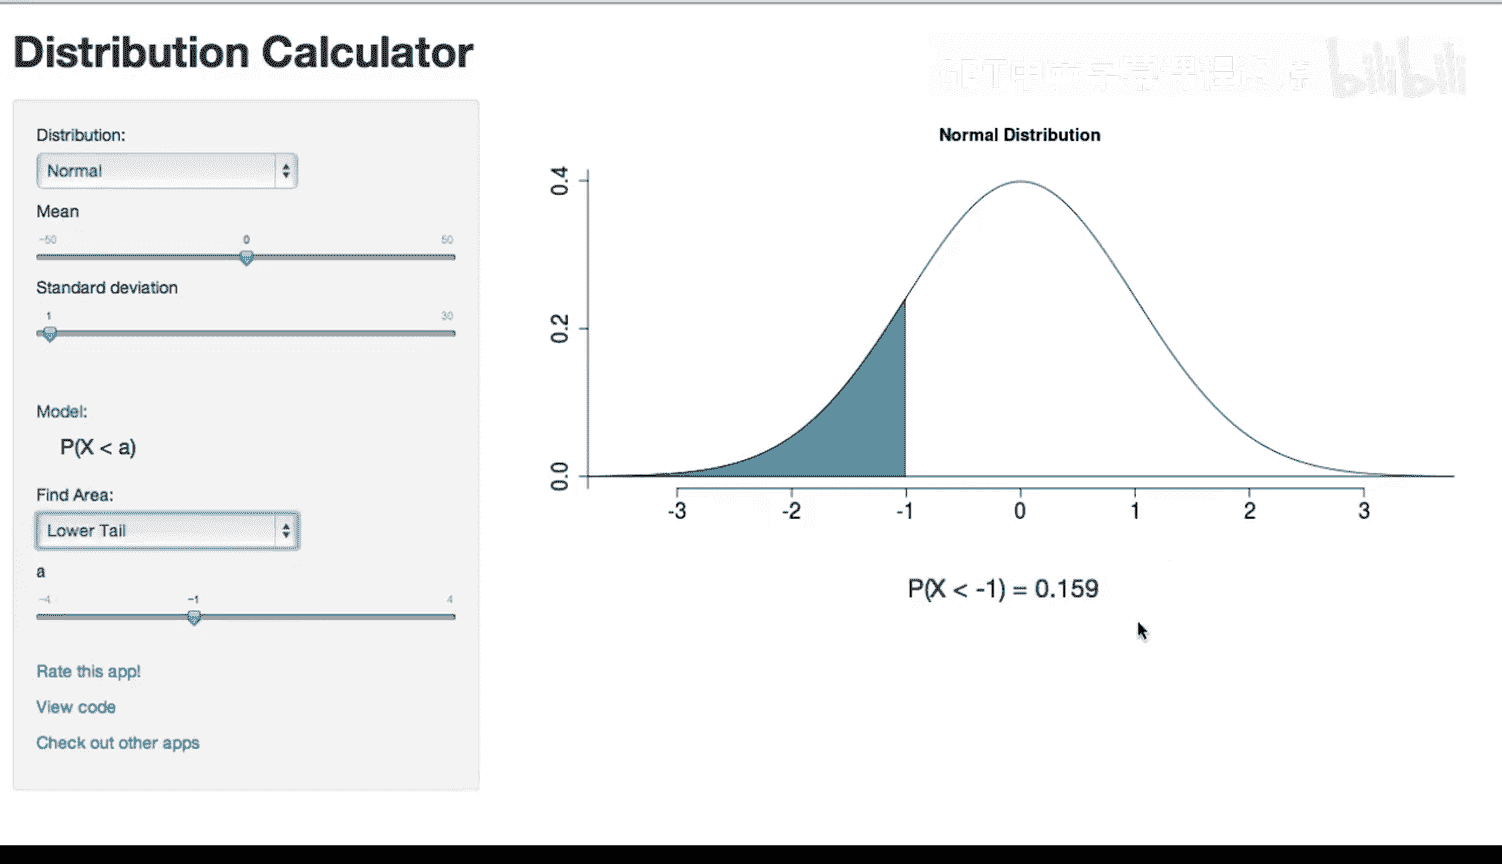 Distribution Calculator
Distribution:
Normal
Mean
-50 0 50
Standard deviation
1 30
Model:
P(X < a)
Find Area:
Lower Tail
a
-4 -1 4
Rate this app!
View code
Check out other apps
bilibili
Normal Distribution
0.4
0.2
0.0
-3 -2 -1 0 1 2 3
P(X < -1) = 0.159